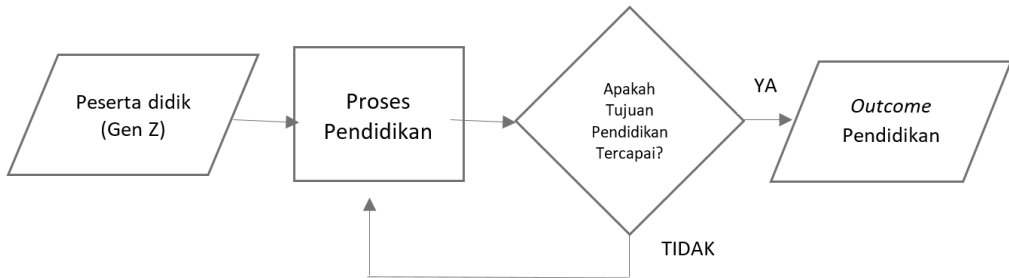 Peserta didik
(Gen Z)
Proses
Pendidikan
Apakah
Tujuan
Pendidikan
Tercapai?
YA
Outcome
Pendidikan
TIDAK